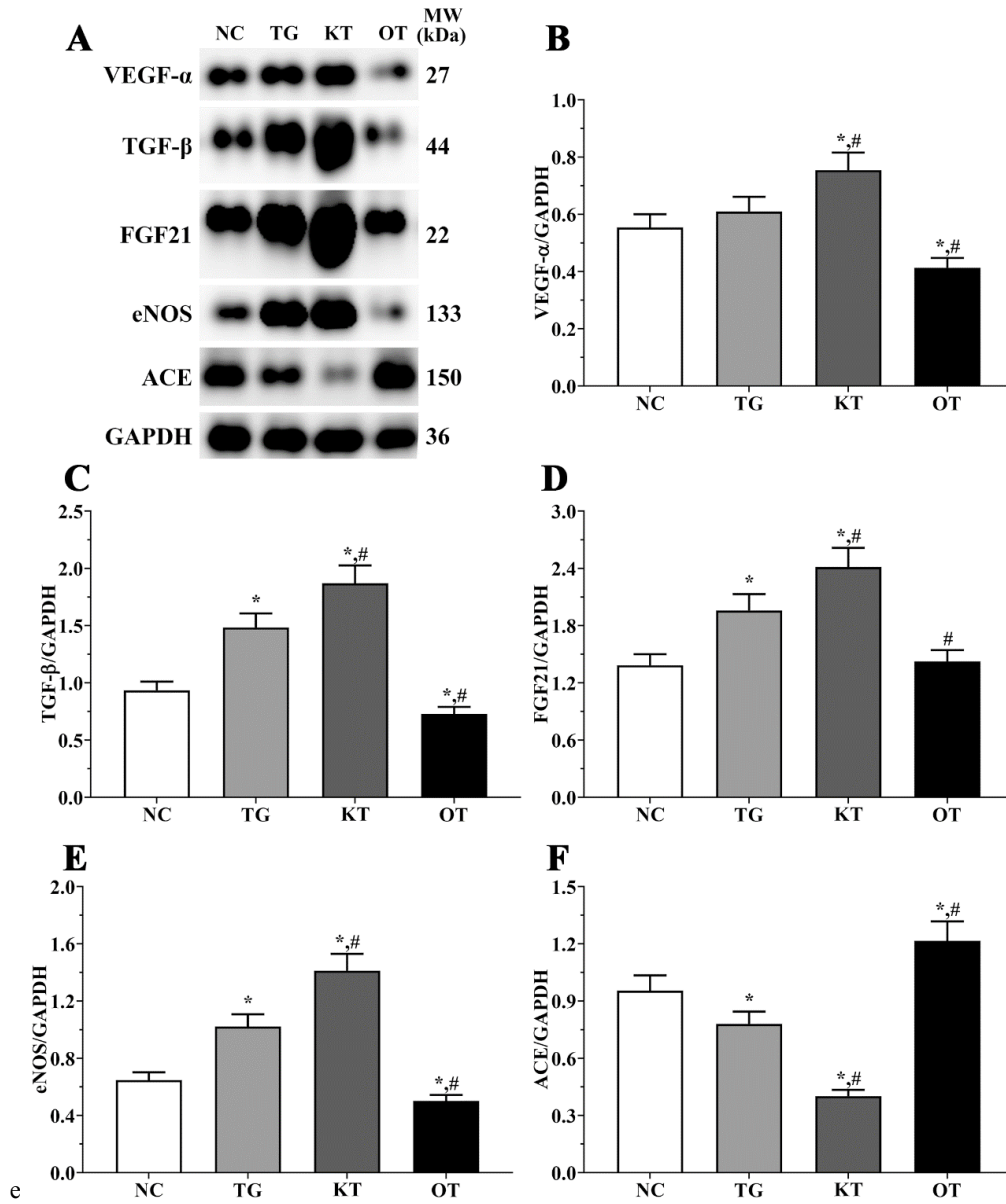 A
NC TG KT OT MW
(kDa)
VEGF-α 27
TGF-β 44
FGF21 22
eNOS 133
ACE 150
GAPDH 36
B
VEGF-α/GAPDH
1.0
0.8
0.6
0.4
0.2
0.0
*,#
*,#
NC TG KT OT
C
TGF-β/GAPDH
2.5
2.0
1.5
1.0
0.5
0.0
*
*,#
*,#
NC TG KT OT
D
FGF21/GAPDH
3.0
2.4
1.8
1.2
0.6
0.0
*
*,#
#
NC TG KT OT
E
eNOS/GAPDH
2.0
1.6
1.2
0.8
0.4
0.0
*
*,#
*,#
NC TG KT OT
F
ACE/GAPDH
1.5
1.2
0.9
0.6
0.3
0.0
*
*,#
*,#
NC TG KT OT
e